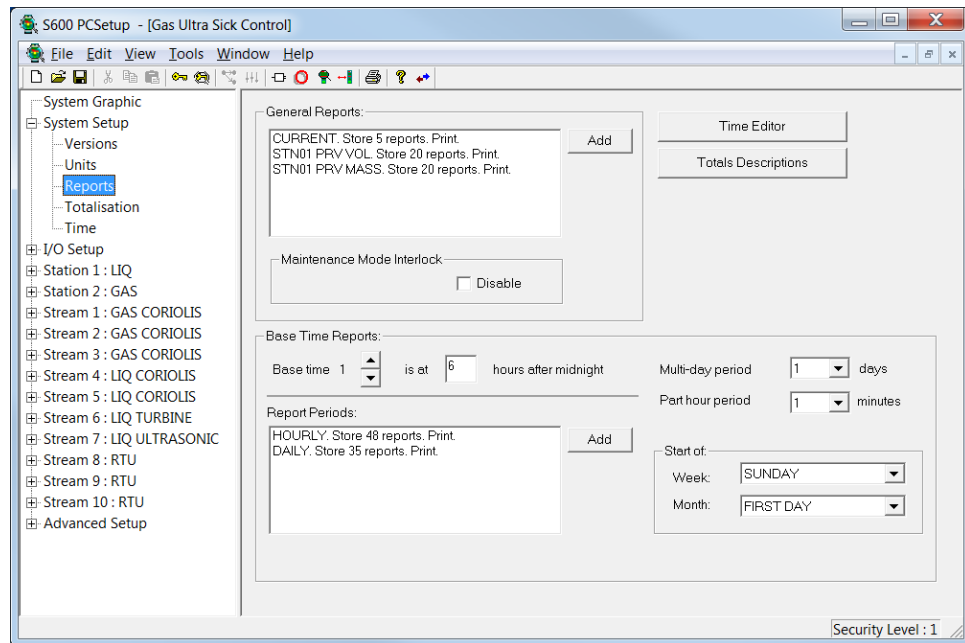 S600 PCSetup - [Gas Ultra Sick Control]
File Edit View Tools Window Help
System Graphic
System Setup
Versions
Units
Reports
Totalisation
Time
I/O Setup
Station 1 : LIQ
Station 2 : GAS
Stream 1 : GAS CORIOLIS
Stream 2 : GAS CORIOLIS
Stream 3 : GAS CORIOLIS
Stream 4 : LIQ CORIOLIS
Stream 5 : LIQ CORIOLIS
Stream 6 : LIQ TURBINE
Stream 7 : LIQ ULTRASONIC
Stream 8 : RTU
Stream 9 : RTU
Stream 10 : RTU
Advanced Setup
General Reports:
CURRENT. Store 5 reports. Print.
STN01 PRV VOL. Store 20 reports. Print.
STN01 PRV MASS. Store 20 reports. Print.
Add
Maintenance Mode Interlock
Disable
Time Editor
Totals Descriptions
Base Time Reports:
Base time 1 is at 6 hours after midnight
Multi-day period 1 days
Part hour period 1 minutes
Report Periods:
HOURLY. Store 48 reports. Print.
DAILY. Store 35 reports. Print.
Add
Start of:
Week: SUNDAY
Month: FIRST DAY
Security Level : 1